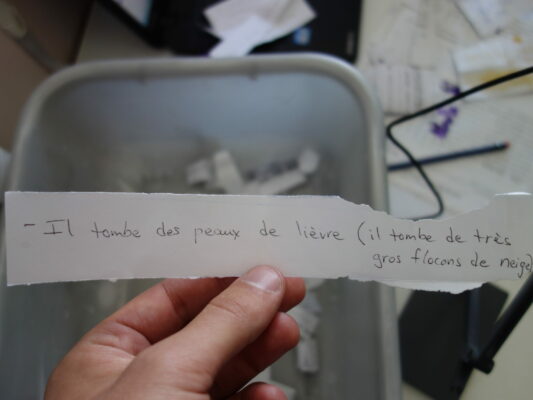 - Il tombe des peaux de lièvre (il tombe de très
gros flocons de neige)